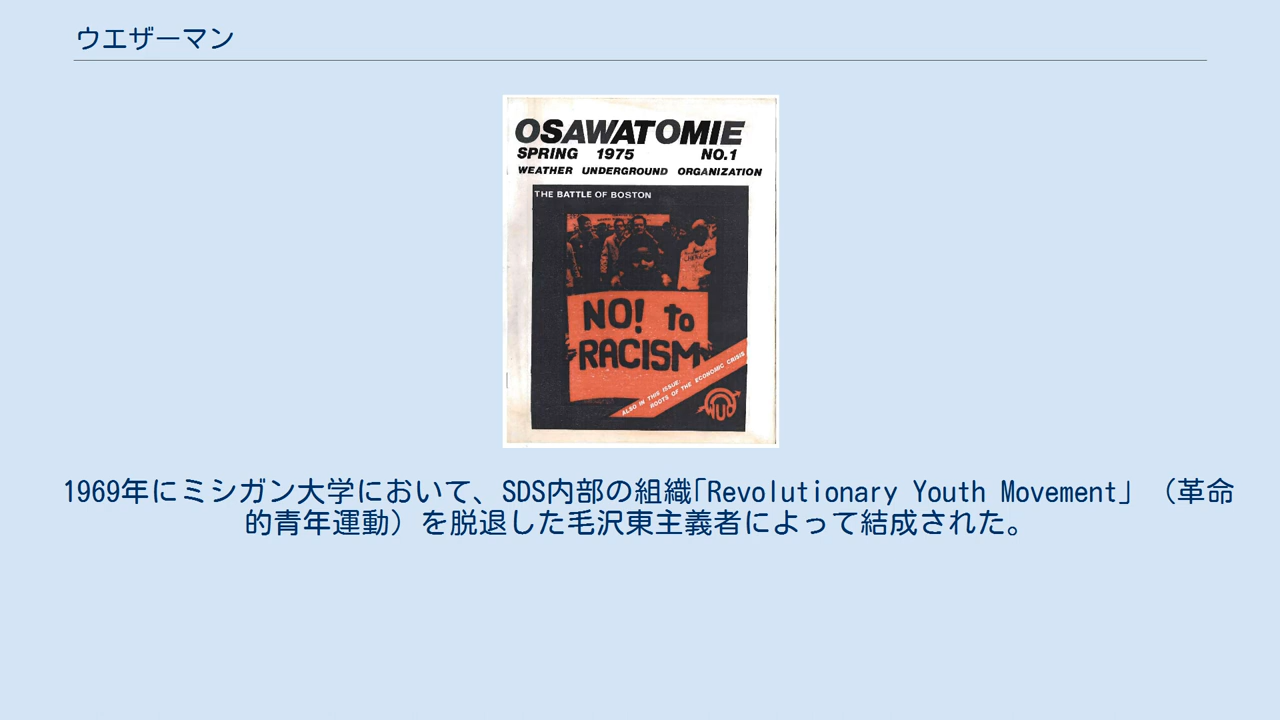 ウエザーマン
OSAWATOMIE
SPRING 1975 NO.1
WEATHER UNDERGROUND ORGANIZATION
THE BATTLE OF BOSTON
NO! to
RACISM
ALSO IN THIS ISSUE:
ROOTS OF THE ECONOMIC CRISIS
WUO
1969年にミシガン大学において、SDS内部の組織｢Revolutionary Youth Movement」（革命
的青年運動）を脱退した毛沢東主義者によって結成された。